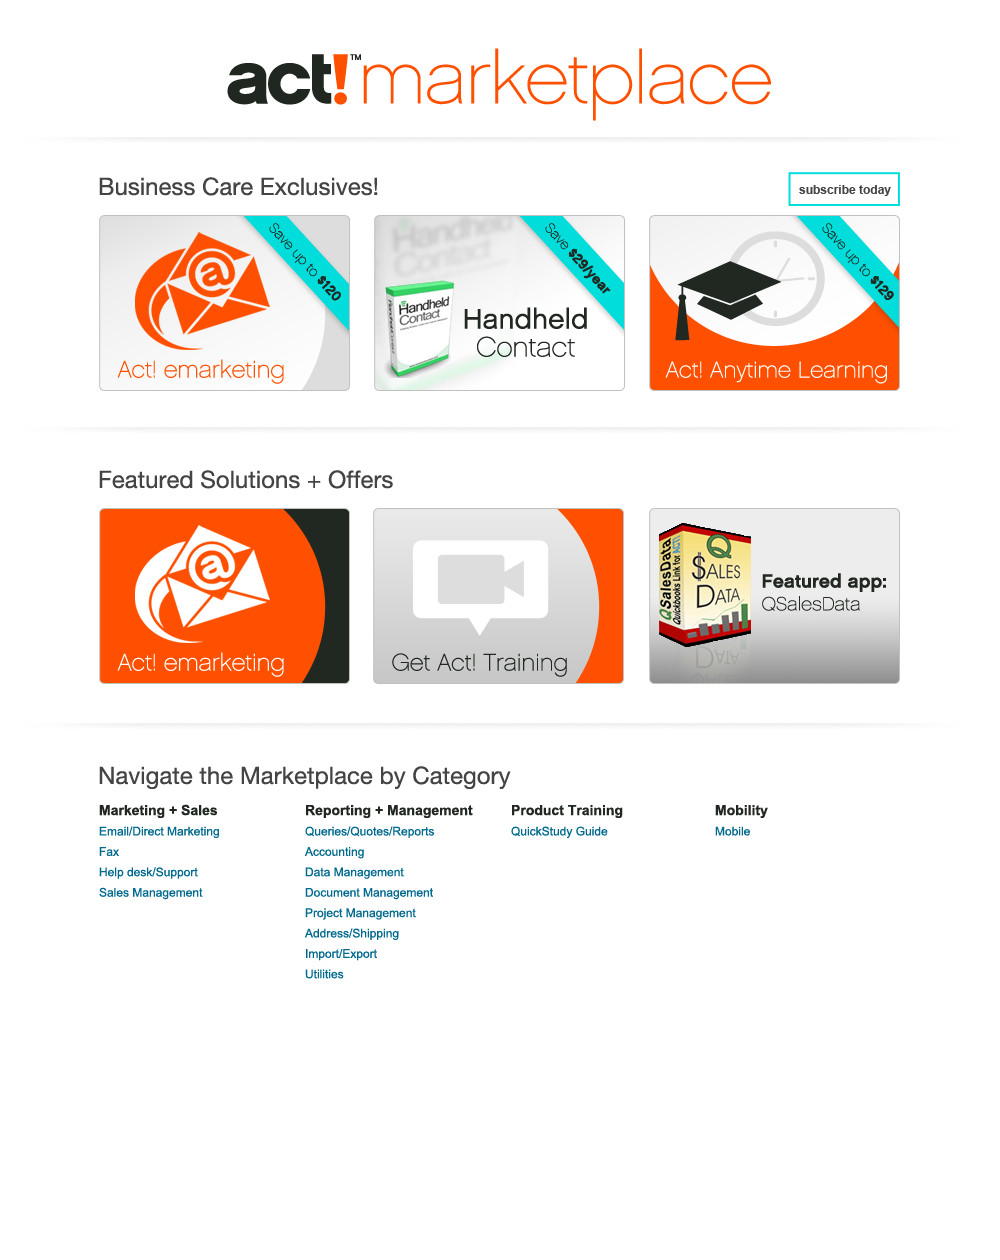 act!™marketplace
Business Care Exclusives!
subscribe today
Save up to $120
Act! emarketing
Handheld
Contact
Save $29/year
Handheld
Contact
Handheld
Contact
Save up to $129
Act! Anytime Learning
Featured Solutions + Offers
Act! emarketing
Get Act! Training
QSalesData
Quickbooks Link for ACT!
Q
$ALES
DATA
Featured app:
QSalesData
Navigate the Marketplace by Category
Marketing + Sales
Email/Direct Marketing
Fax
Help desk/Support
Sales Management
Reporting + Management
Queries/Quotes/Reports
Accounting
Data Management
Document Management
Project Management
Address/Shipping
Import/Export
Utilities
Product Training
QuickStudy Guide
Mobility
Mobile